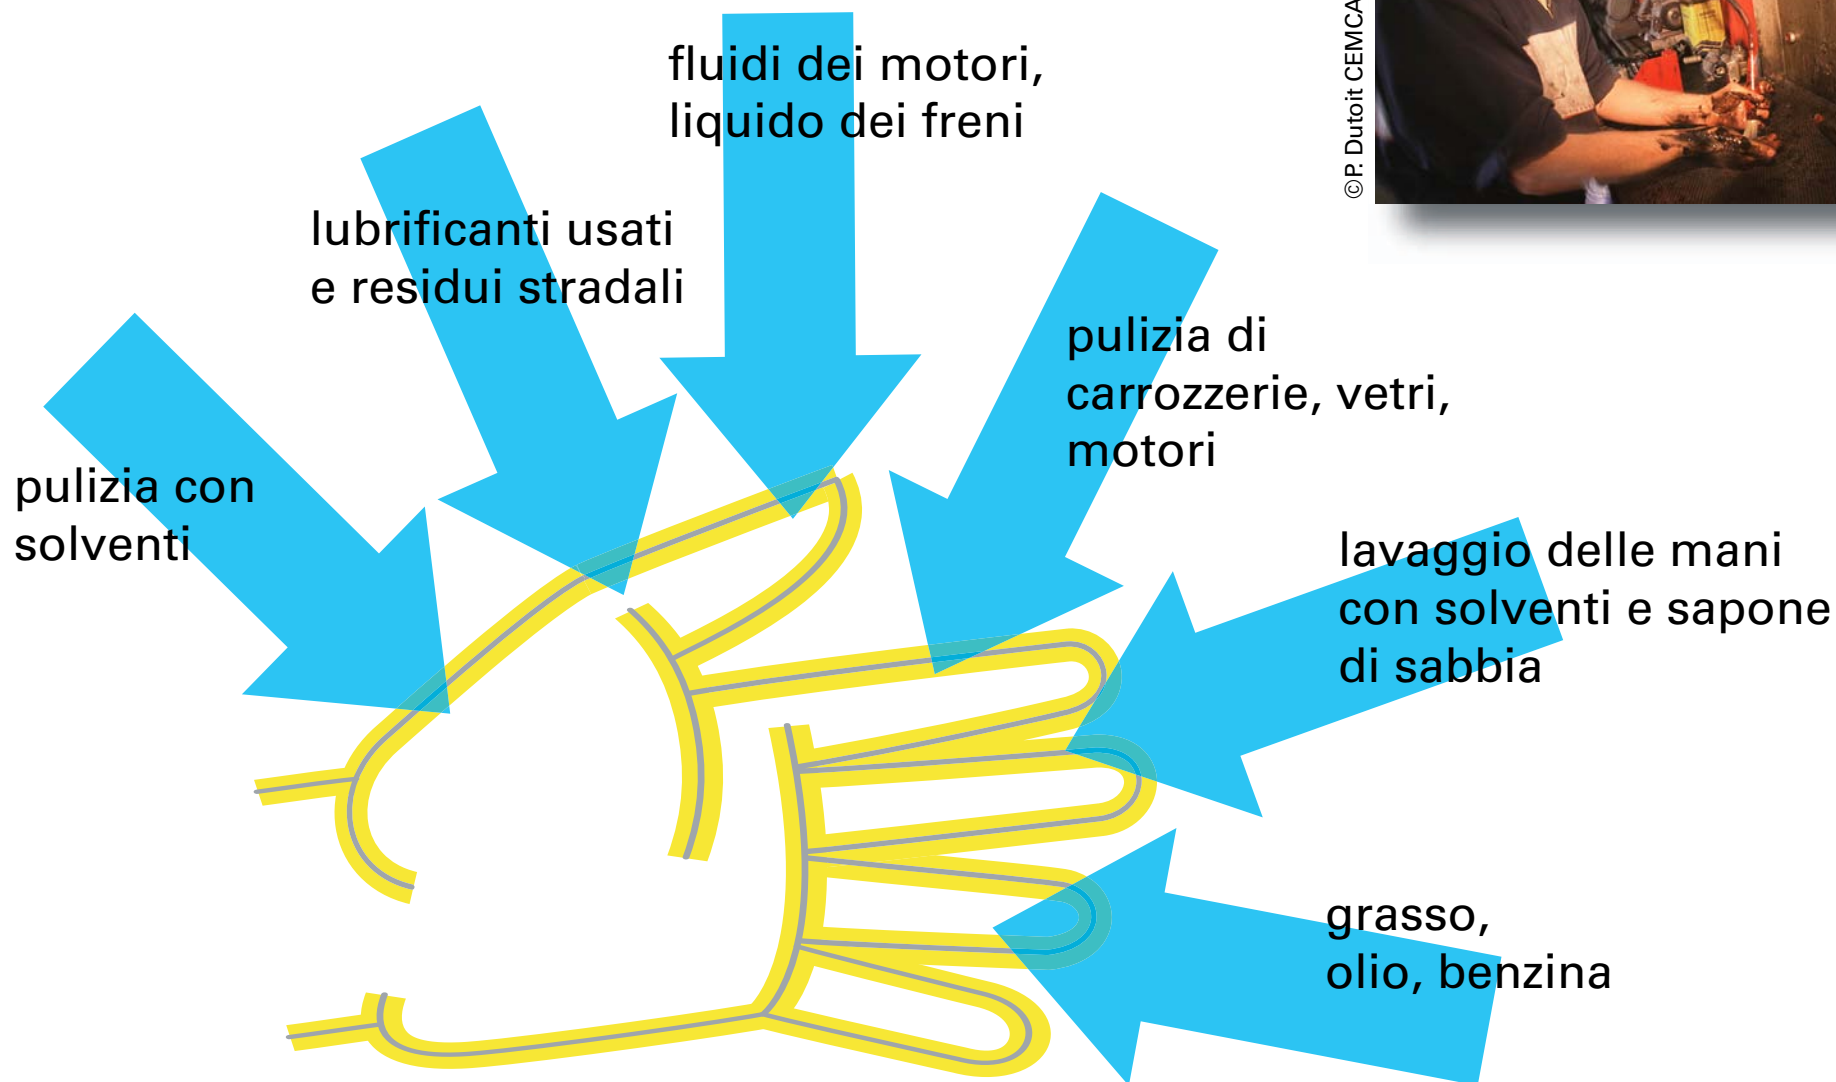 fluidi dei motori,
liquido dei freni
©P. Dutoit CEMCA
lubrificanti usati
e residui stradali
pulizia di
carrozzerie, vetri,
motori
pulizia con
solventi
lavaggio delle mani
con solventi e sapone
di sabbia
grasso,
olio, benzina